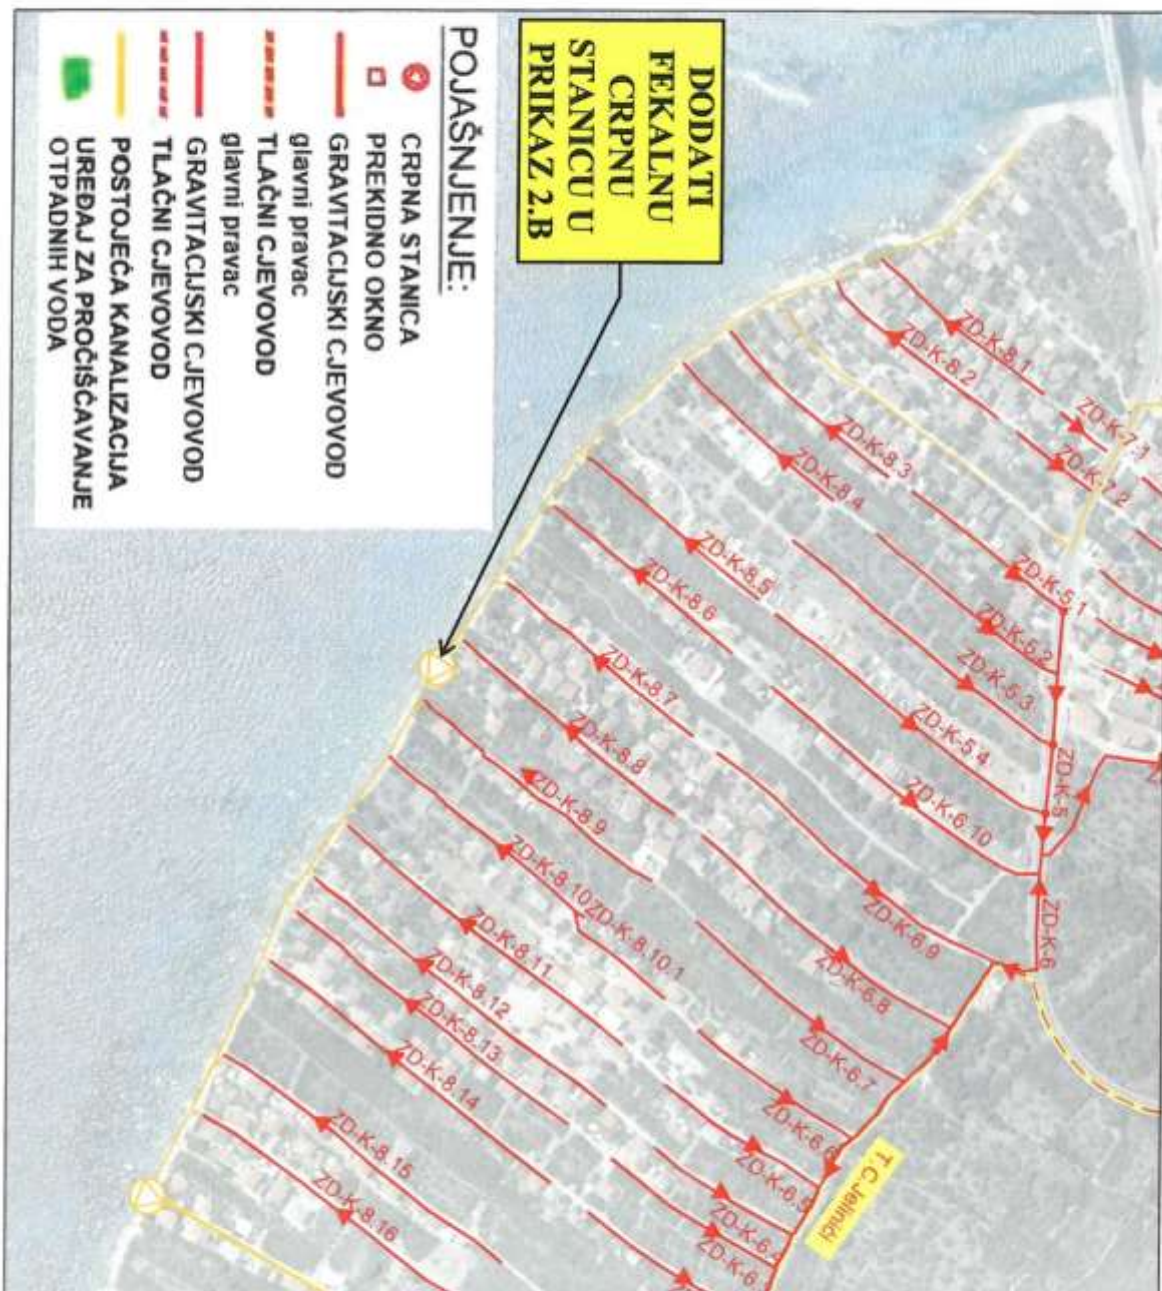 DODATI
FEKALNU
CRPNU
STANICU U
PRIKAZ 2.B
POJAŠNJENJE:
CRPNA STANICA
PREKIDNO OKNO
GRAVITACIJSKI CJEVOVOD
glavni pravac
TLAČNI CJEVOVOD
glavni pravac
GRAVITACIJSKI CJEVOVOD
TLAČNI CJEVOVOD
POSTOJEĆA KANALIZACIJA
UREĐAJ ZA PROČIŠĆAVANJE
OTPADNIH VODA
ZD-K-8.1
ZD-K-8.2
ZD-K-7.1
ZD-K-7.2
ZD-K-8.3
ZD-K-8.4
ZD-K-5.1
ZD-K-5.2
ZD-K-5.3
ZD-K-5.4
ZD-K-5
ZD-K-8.5
ZD-K-8.6
ZD-K-8.7
ZD-K-8.8
ZD-K-8.9
ZD-K-6.10
ZD-K-6
ZD-K-6.9
ZD-K-6.8
ZD-K-6.7
ZD-K-8.10
ZD-K-8.10.1
ZD-K-8.11
ZD-K-8.12
ZD-K-8.13
ZD-K-8.14
ZD-K-6.6
ZD-K-6.5
ZD-K-6.4
T.C.Jelinići
ZD-K-8.15
ZD-K-8.16